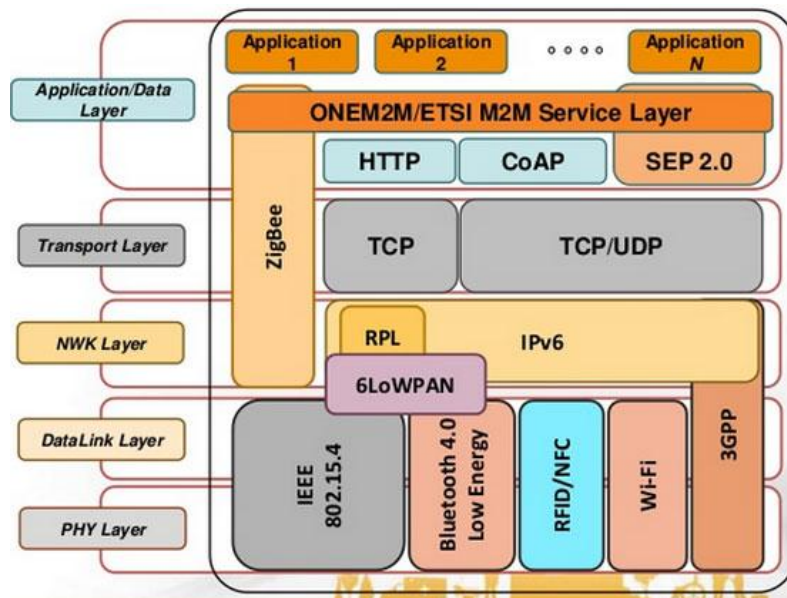 Application
1
Application
2
Application
N
Application/Data
Layer
ONEM2M/ETSI M2M Service Layer
HTTP
CoAP
SEP 2.0
ZigBee
Transport Layer
TCP
TCP/UDP
NWK Layer
RPL
IPv6
6LoWPAN
DataLink Layer
IEEE
802.15.4
Bluetooth 4.0
Low Energy
RFID/NFC
Wi-Fi
3GPP
PHY Layer